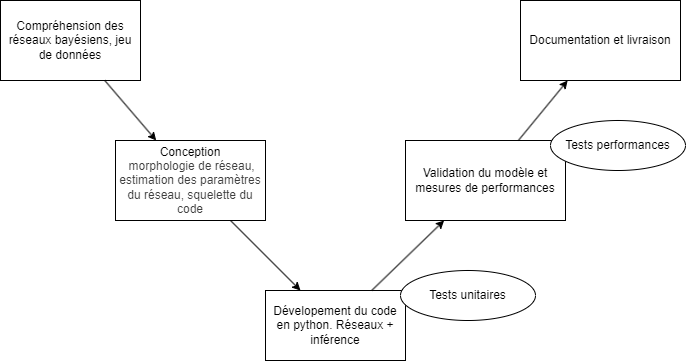 Compréhension des
réseaux bayésiens, jeu
de données
Documentation et livraison
Conception
morphologie de réseau,
estimation des paramètres
du réseau, squelette du
code
Tests performances
Validation du modèle et
mesures de performances
Tests unitaires
Dévelopement du code
en python. Réseaux +
inférence